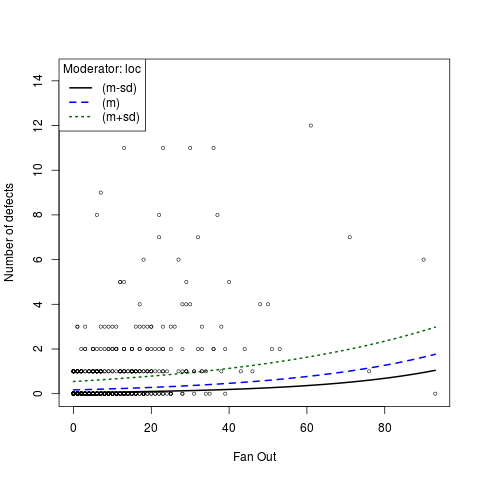 Moderator: loc
(m-sd)
(m)
(m+sd)
Number of defects
14
12
10
8
6
4
2
0
0 20 40 60 80
Fan Out